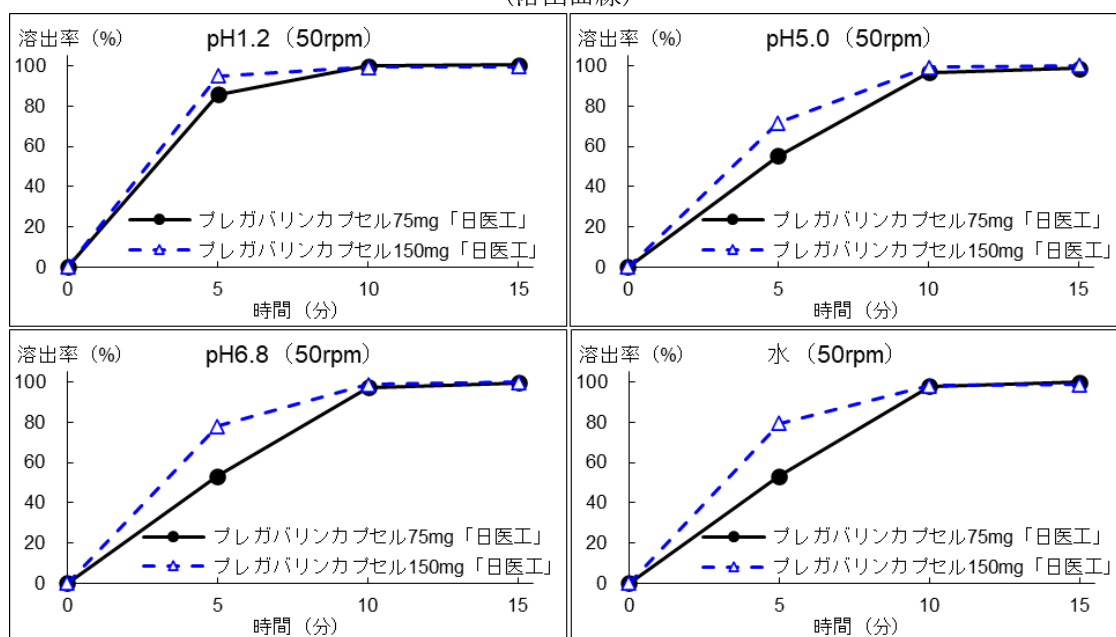 溶出率 (%)
pH1.2 (50rpm)
100
80
60
40
20
0
プレガバリンカプセル75mg「日医工」
プレガバリンカプセル150mg「日医工」
0 5 10 15
時間 (分)
溶出率 (%)
pH5.0 (50rpm)
100
80
60
40
20
0
プレガバリンカプセル75mg「日医工」
プレガバリンカプセル150mg「日医工」
0 5 10 15
時間 (分)
溶出率 (%)
pH6.8 (50rpm)
100
80
60
40
20
0
プレガバリンカプセル75mg「日医工」
プレガバリンカプセル150mg「日医工」
0 5 10 15
時間 (分)
溶出率 (%)
水 (50rpm)
100
80
60
40
20
0
プレガバリンカプセル75mg「日医工」
プレガバリンカプセル150mg「日医工」
0 5 10 15
時間 (分)